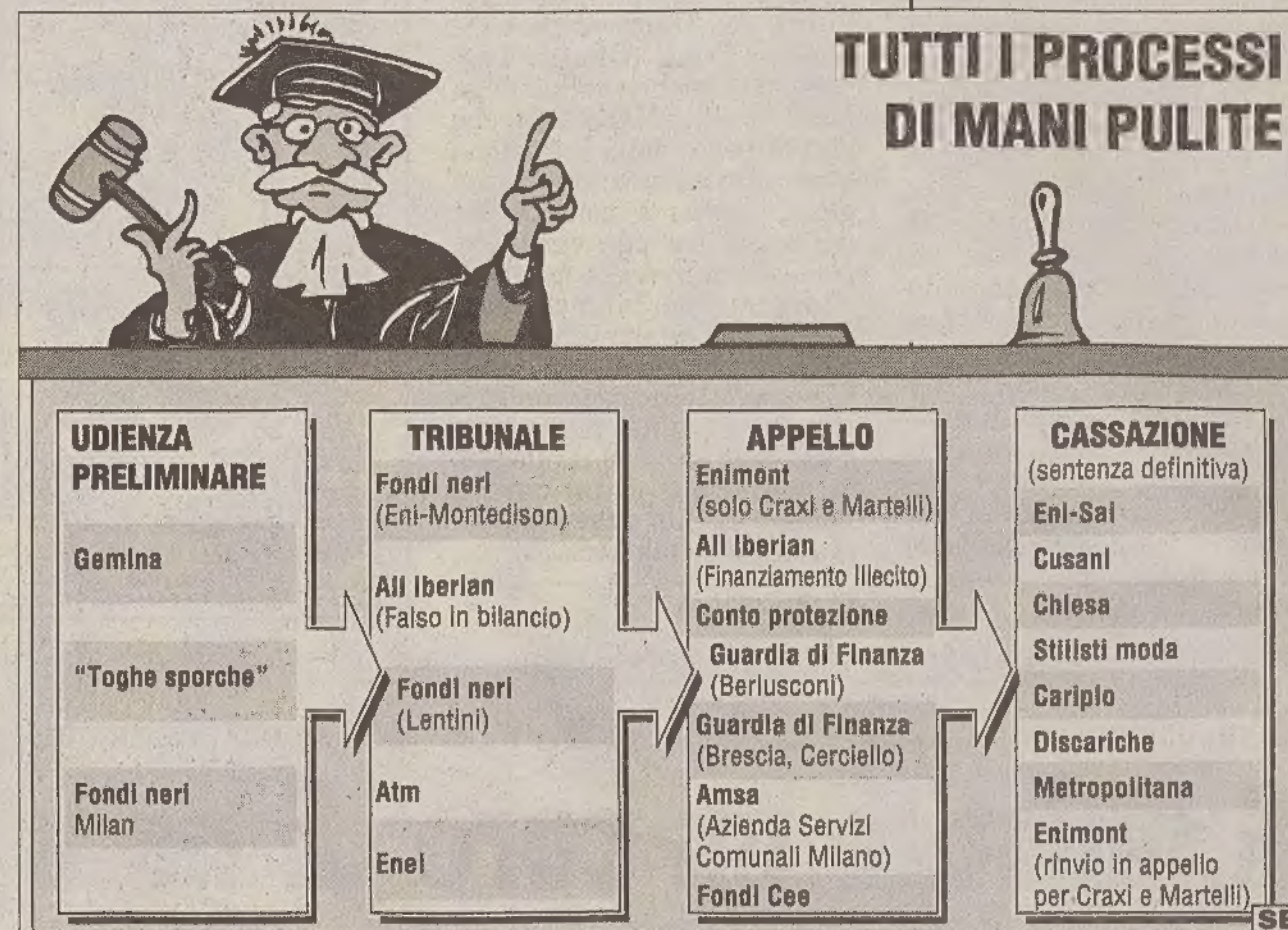 TUTTI I PROCESSI
DI MANI PULITE
UDIENZA
PRELIMINARE
Gemina
"Toghe sporche"
Fondi neri
Milan
TRIBUNALE
Fondi neri
(Eni-Montedison)
All Iberian
(Falso in bilancio)
Fondi neri
(Lentini)
Atm
Enel
APPELLO
Enimont
(solo Craxi e Martelli)
All Iberian
(Finanziamento Illecito)
Conto protezione
Guardia di Finanza
(Berlusconi)
Guardia di Finanza
(Brescia, Cerciello)
Amsa
(Azienda Servizi
Comunali Milano)
Fondi Cee
CASSAZIONE
(sentenza definitiva)
Eni-Sai
Cusani
Chiesa
Stilisti moda
Cariplo
Discariche
Metropolitana
Enimont
(rinvio in appello
per Craxi e Martelli)